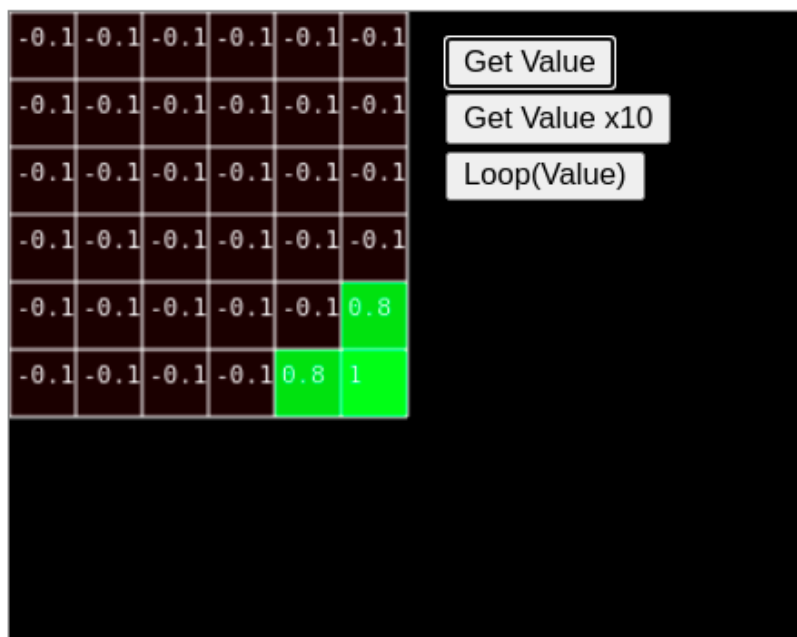 -0.1 -0.1 -0.1 -0.1 -0.1 -0.1
-0.1 -0.1 -0.1 -0.1 -0.1 -0.1
-0.1 -0.1 -0.1 -0.1 -0.1 -0.1
-0.1 -0.1 -0.1 -0.1 -0.1 -0.1
-0.1 -0.1 -0.1 -0.1 -0.1 0.8
-0.1 -0.1 -0.1 -0.1 0.8 1
Get Value
Get Value x10
Loop(Value)